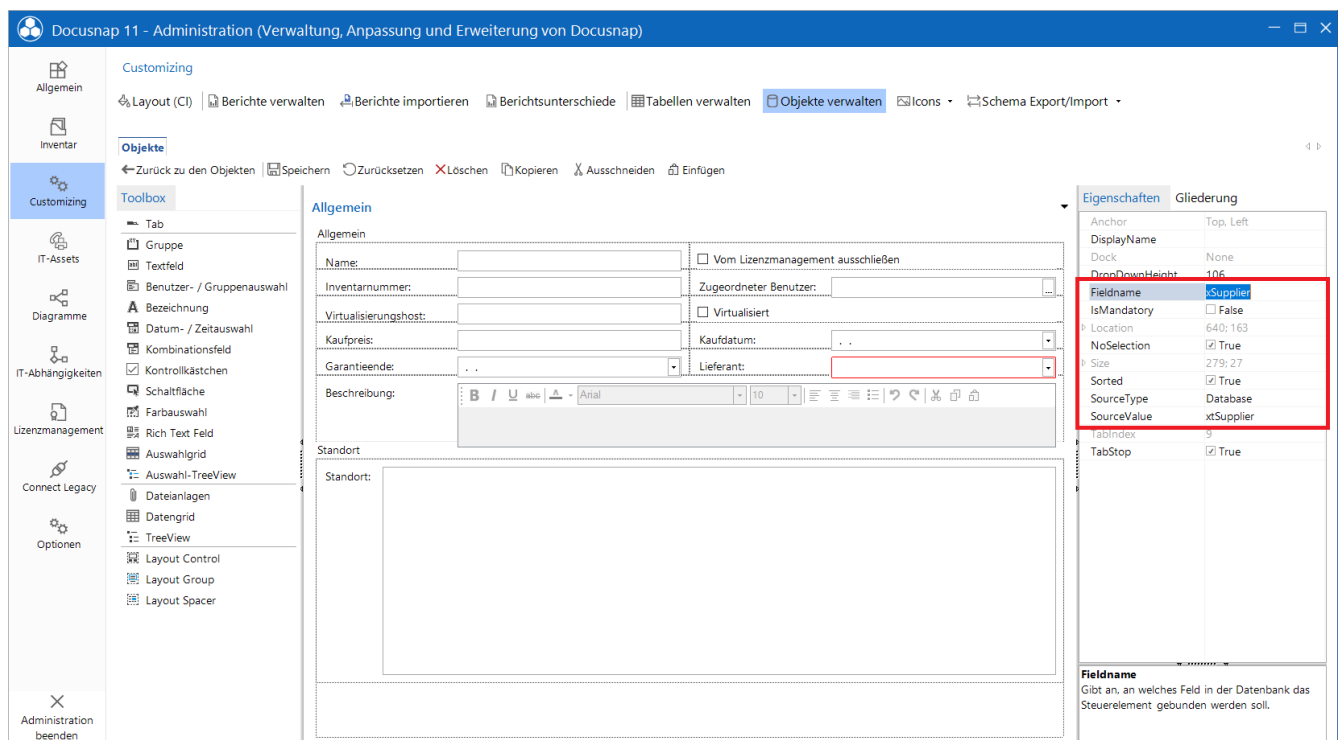 Docusnap 11 - Administration (Verwaltung, Anpassung und Erweiterung von Docusnap)
Allgemein
Inventar
Customizing
IT-Assets
Diagramme
IT-Abhängigkeiten
Lizenzmanagement
Connect Legacy
Optionen
Administration
beenden
Customizing
Layout (CI) Berichte verwalten Berichte importieren Berichtsunterschiede Tabellen verwalten Objekte verwalten Icons Schema Export/Import
Objekte
Zurück zu den Objekten Speichern Zurücksetzen Löschen Kopieren Ausschneiden Einfügen
Toolbox
Tab
Gruppe
Textfeld
Benutzer- / Gruppenauswahl
Bezeichnung
Datum- / Zeitauswahl
Kombinationsfeld
Kontrollkästchen
Schaltfläche
Farbauswahl
Rich Text Feld
Auswahlgrid
Auswahl-TreeView
Dateianlagen
Datengrid
TreeView
Layout Control
Layout Group
Layout Spacer
Allgemein
Allgemein
Name: Vom Lizenzmanagement ausschließen
Inventarnummer: Zugeordneter Benutzer: ...
Virtualisierungshost: Virtualisiert
Kaufpreis: Kaufdatum: . .
Garantieende: . . Lieferant:
Beschreibung: B I U abc A Arial 10
Standort
Standort:
Eigenschaften Gliederung
Anchor Top, Left
DisplayName
Dock None
DropDownHeight 106
Fieldname xSupplier
IsMandatory False
Location 640; 163
NoSelection True
Size 279; 27
Sorted True
SourceType Database
SourceValue xtSupplier
TabIndex 9
TabStop True
Fieldname
Gibt an, an welches Feld in der Datenbank das
Steuerelement gebunden werden soll.